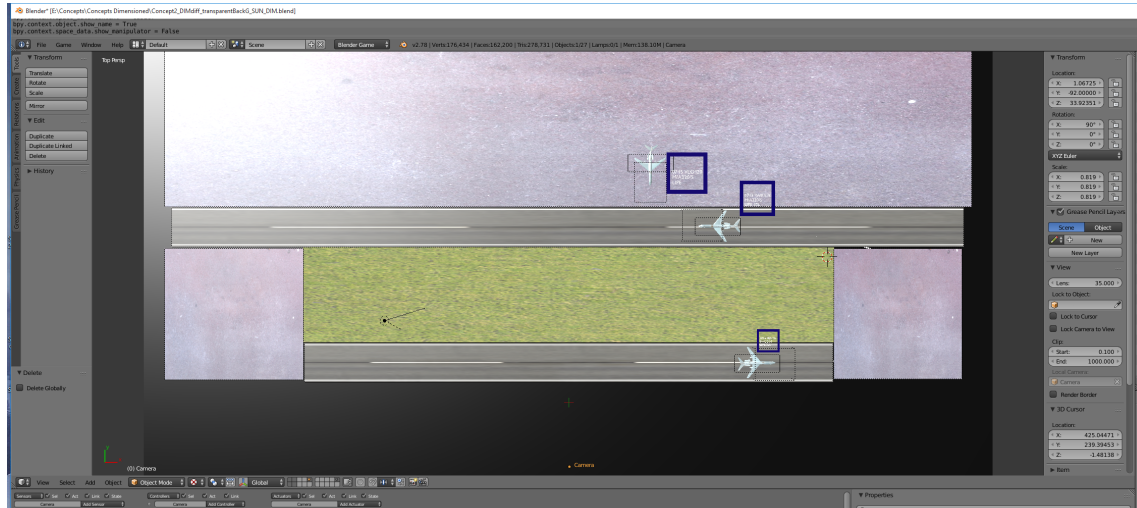 Blender* [E:\Concepts\Concepts Dimensioned\Concept2_DIMdiff_transparentBackG_SUN_DIM.blend]
bpy.context.object.show_name = True
bpy.context.space_data.show_manipulator = False
File Game Window Help Default Scene Blender Game v2.78 | Verts:176,434 | Faces:162,200 | Tris:278,731 | Objects:1/27 | Lamps:0/1 | Mem:138.10M | Camera
Tools
Create
Relations
Animation
Physics
Grease Pencil
Transform
Translate
Rotate
Scale
Mirror
Edit
Duplicate
Duplicate Linked
Delete
History
Delete
Delete Globally
Top Persp
Camera
(0) Camera
Transform
Location:
X: 1.06725
Y: -92.00000
Z: 33.92351
Rotation:
X: 90°
Y: 0°
Z: 0°
XYZ Euler
Scale:
X: 0.819
Y: 0.819
Z: 0.819
Grease Pencil Layers
Scene Object
New
New Layer
View
Lens: 35.000
Lock to Object:
Lock to Cursor
Lock Camera to View
Clip:
Start: 0.100
End: 1000.000
Local Camera:
Camera
Render Border
3D Cursor
Location:
X: 425.04471
Y: 239.39453
Z: -1.48138
Item
View Select Add Object Object Mode Global
Sensors Sel Act Link State Controllers Sel Act Link Actuators Sel Act Link State
Camera Add Sensor Camera Add Controller Camera Add Actuator
Properties